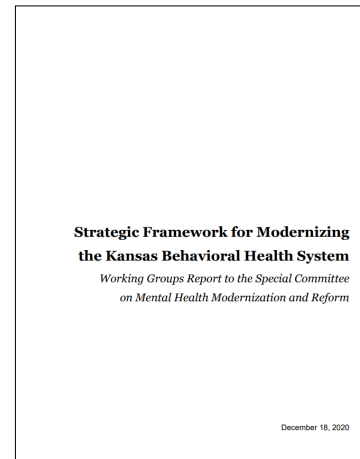 Strategic Framework for Modernizing
the Kansas Behavioral Health System
Working Groups Report to the Special Committee
on Mental Health Modernization and Reform
December 18, 2020